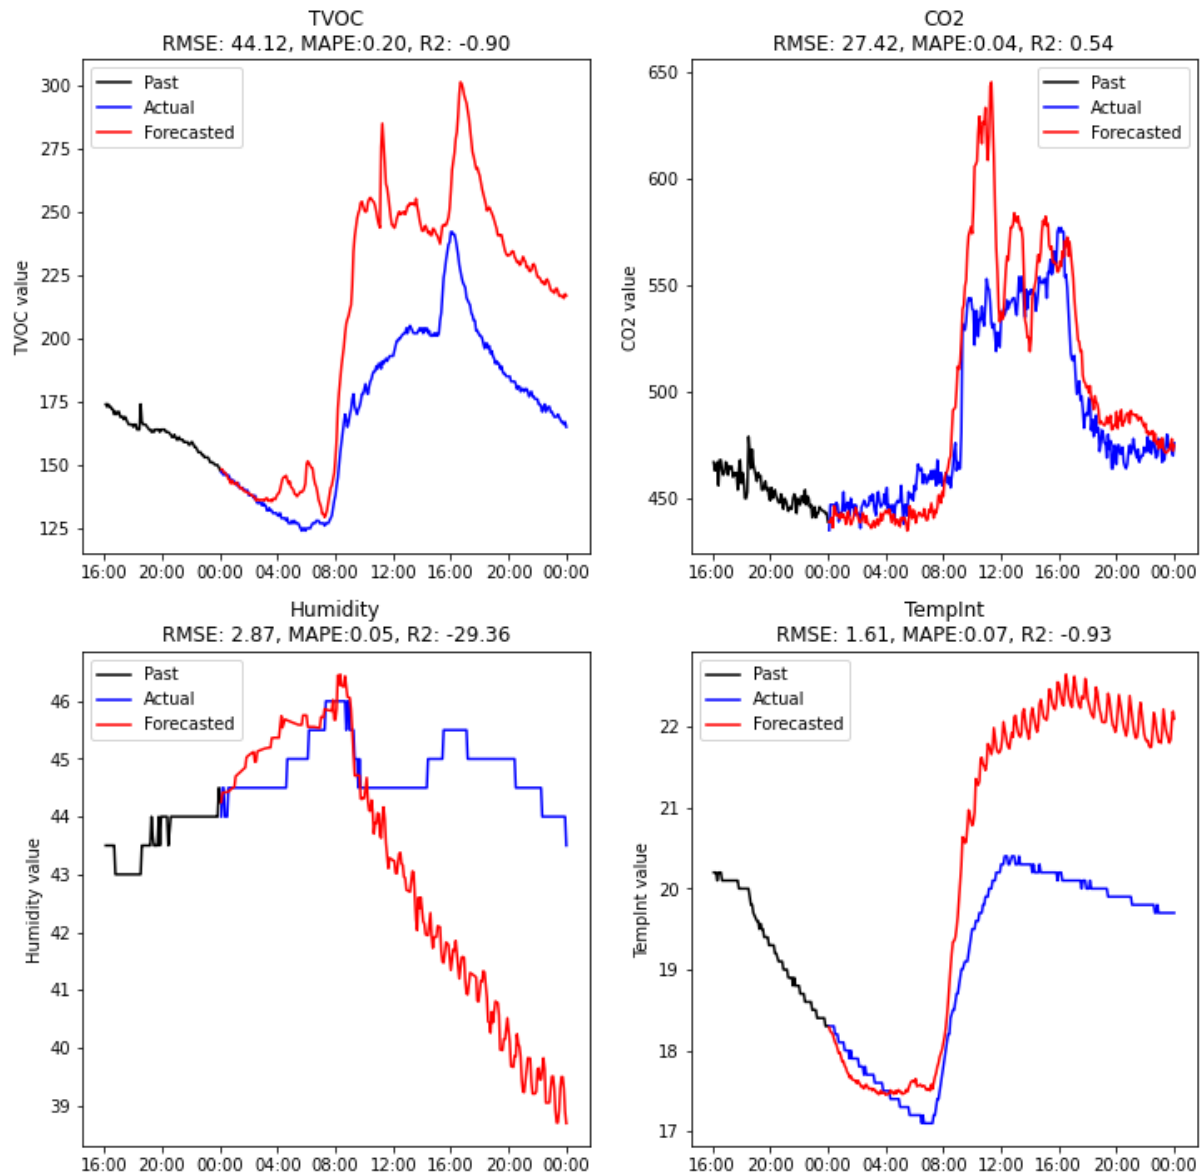 TVOC
RMSE: 44.12, MAPE:0.20, R2: -0.90
TVOC value
300
275
250
225
200
175
150
125
Past
Actual
Forecasted
16:00 20:00 00:00 04:00 08:00 12:00 16:00 20:00 00:00
CO2
RMSE: 27.42, MAPE:0.04, R2: 0.54
CO2 value
650
600
550
500
450
Past
Actual
Forecasted
16:00 20:00 00:00 04:00 08:00 12:00 16:00 20:00 00:00
Humidity
RMSE: 2.87, MAPE:0.05, R2: -29.36
Humidity value
46
45
44
43
42
41
40
39
Past
Actual
Forecasted
16:00 20:00 00:00 04:00 08:00 12:00 16:00 20:00 00:00
TempInt
RMSE: 1.61, MAPE:0.07, R2: -0.93
TempInt value
22
21
20
19
18
17
Past
Actual
Forecasted
16:00 20:00 00:00 04:00 08:00 12:00 16:00 20:00 00:00